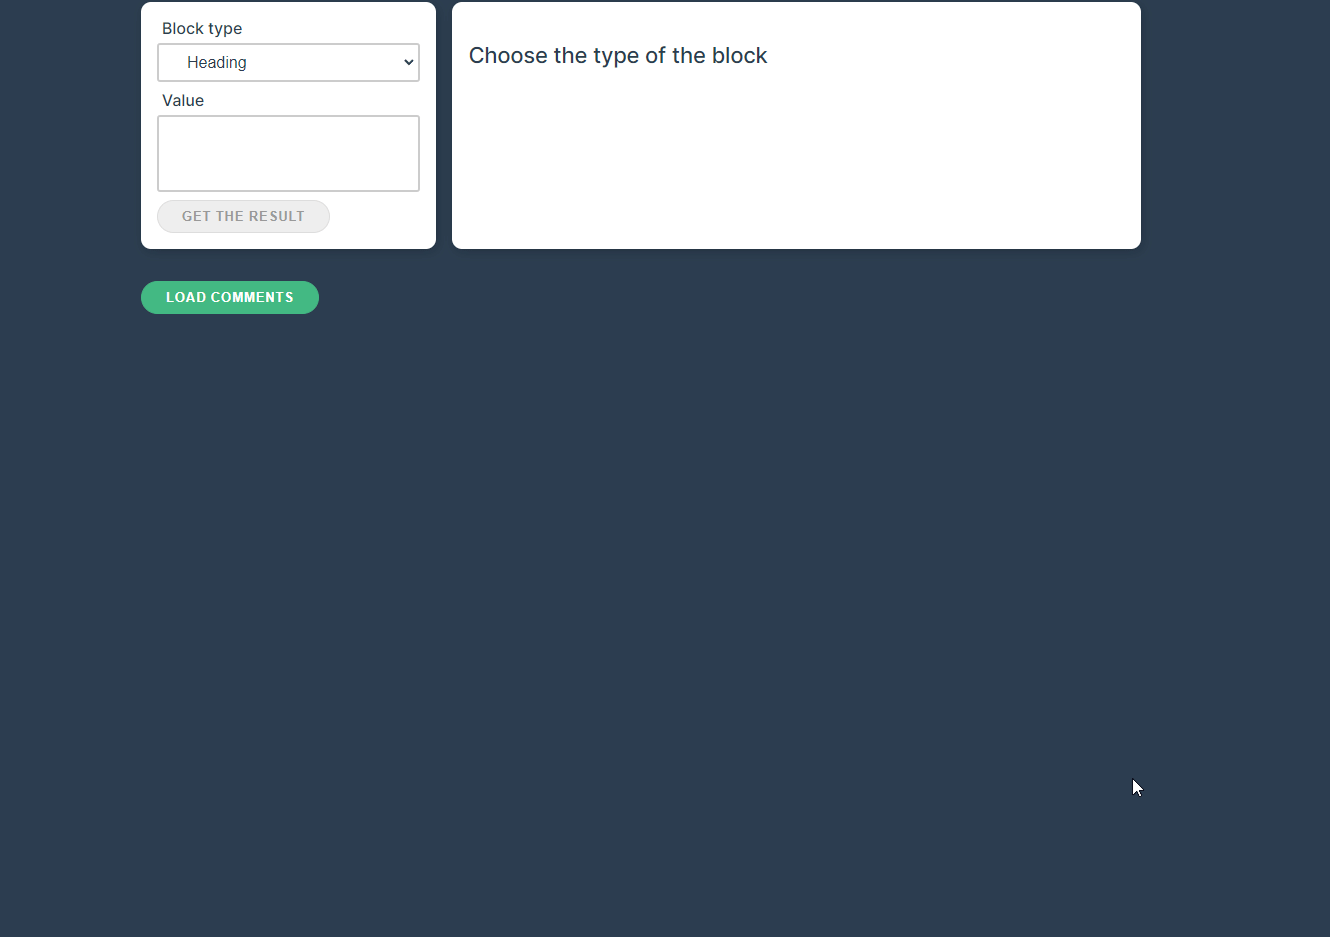 Block type
Heading
Value
GET THE RESULT
Choose the type of the block
LOAD COMMENTS